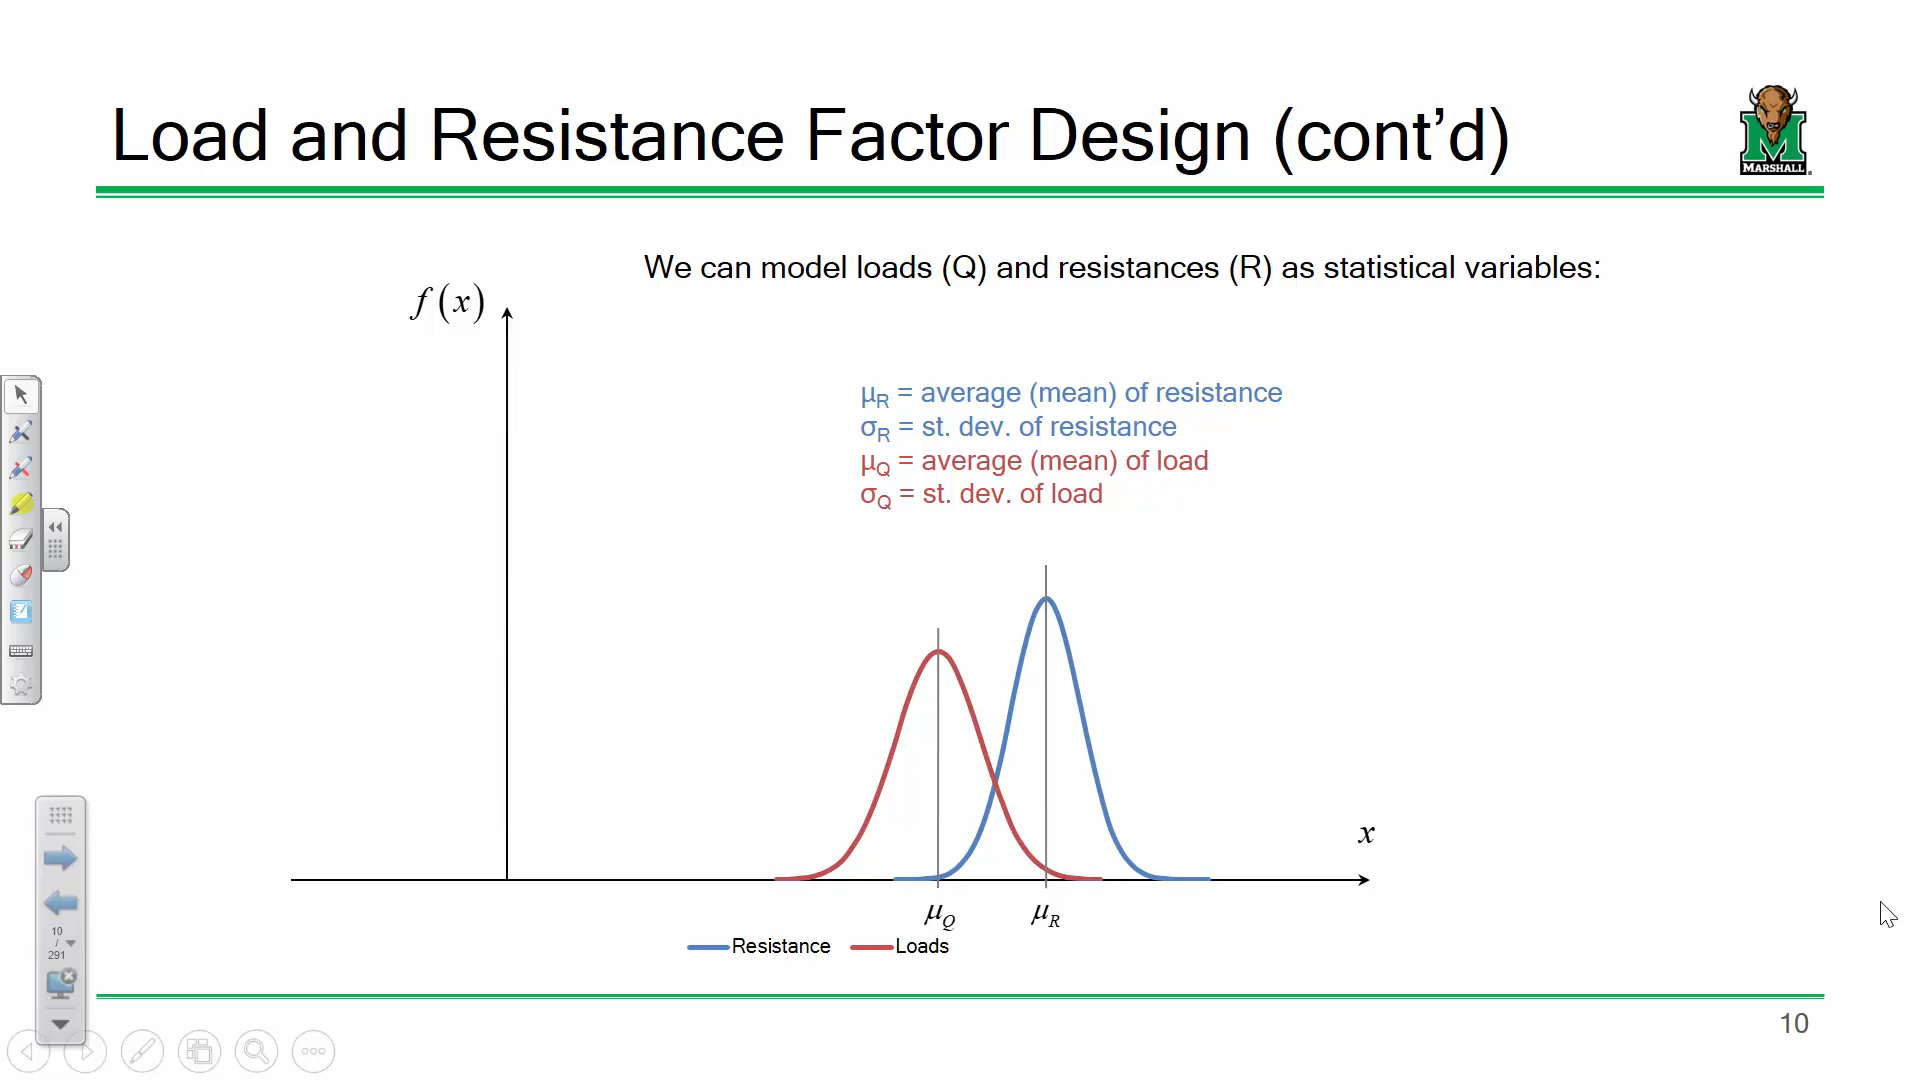 Load and Resistance Factor Design (cont’d)
MARSHALL
We can model loads (Q) and resistances (R) as statistical variables:
f(x)
μR = average (mean) of resistance
σR = st. dev. of resistance
μQ = average (mean) of load
σQ = st. dev. of load
x
μQ
μR
Resistance
Loads
10
/
291
10